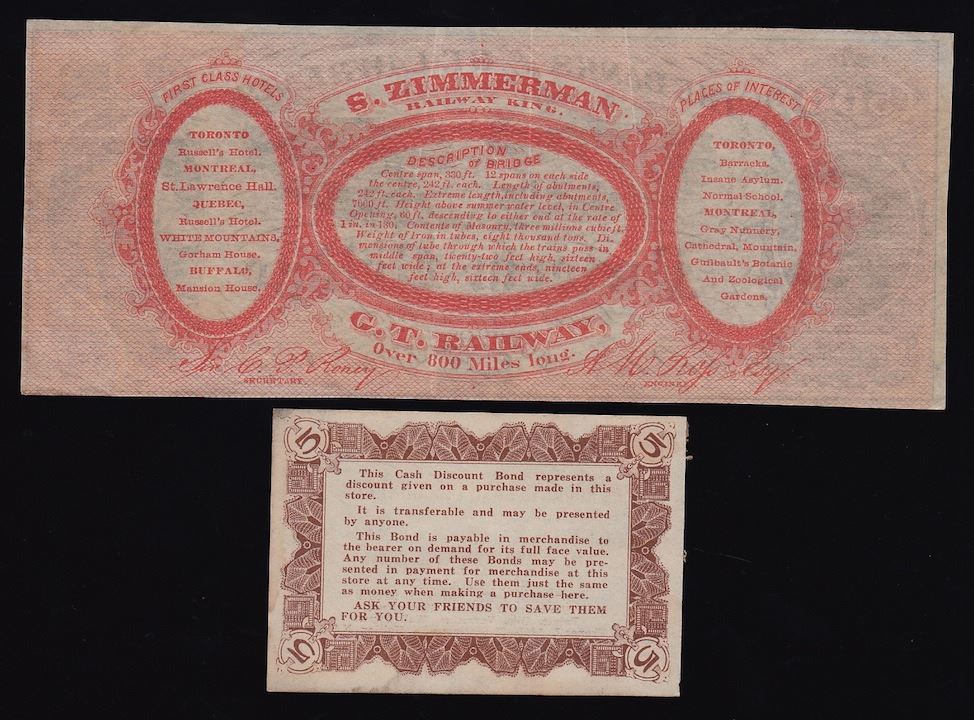 FIRST CLASS HOTELS
TORONTO
Russell's Hotel.
MONTREAL,
St. Lawrence Hall.
QUEBEC,
Russell's Hotel.
WHITE MOUNTAINS,
Gorham House.
BUFFALO,
Mansion House.
S. ZIMMERMAN
RAILWAY KING.
DESCRIPTION
of BRIDGE
Centre span, 330 ft. 12 spans on each side
the centre, 242 ft. each. Length of abutments,
242 ft. each. Extreme length, including abutments,
7000 ft. Height above summer water level, in Centre
Opening, 60 ft. descending to either end at the rate of
1 in. in 130. Contents of Masonry, three millions cubic ft.
Weight of Iron in tubes, eight thousand tons. Di-
mensions of tube through which the trains pass in
middle span, twenty-two feet high, sixteen
feet wide; at the extreme ends, nineteen
feet high, sixteen feet wide.
G. T. RAILWAY,
Over 800 Miles long.
PLACES OF INTEREST
TORONTO,
Barracks.
Insane Asylum.
Normal School.
MONTREAL,
Gray Nunnery,
Cathedral, Mountain,
Guilbault's Botanic
And Zoological
Gardens.
Sir C. P. Roney
SECRETARY.
A. M. Ross Esq.
ENGINR.
5 5
This Cash Discount Bond represents a
discount given on a purchase made in this
store.
It is transferable and may be presented
by anyone.
This Bond is payable in merchandise to
the bearer on demand for its full face value.
Any number of these Bonds may be pre-
sented in payment for merchandise at this
store at any time. Use them just the same
as money when making a purchase here.
ASK YOUR FRIENDS TO SAVE THEM
FOR YOU.
5 5